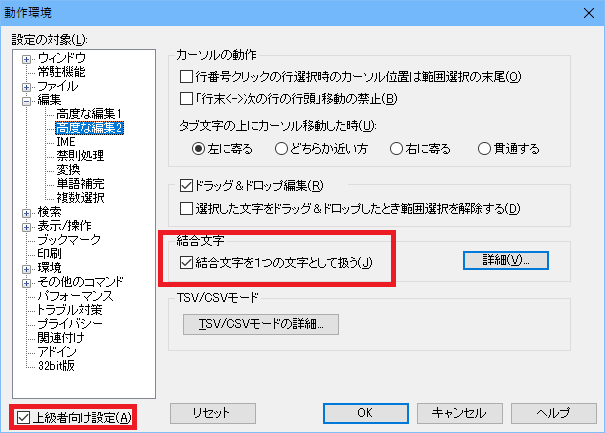 動作環境
設定の対象(L):
ウィンドウ
常駐機能
ファイル
編集
高度な編集1
高度な編集2
IME
禁則処理
変換
単語補完
複数選択
検索
表示/操作
ブックマーク
印刷
環境
その他のコマンド
パフォーマンス
トラブル対策
プライバシー
関連付け
アドイン
32bit版
上級者向け設定(A)
カーソルの動作
行番号クリックの行選択時のカーソル位置は範囲選択の末尾(O)
「行末<->次の行の行頭」移動の禁止(B)
タブ文字の上にカーソル移動した時(U):
左に寄る
どちらか近い方
右に寄る
貫通する
ドラッグ&ドロップ編集(R)
選択した文字をドラッグ&ドロップしたとき範囲選択を解除する(D)
結合文字
結合文字を1つの文字として扱う(J)
詳細(V)...
TSV/CSVモード
TSV/CSVモードの詳細...
リセット
OK
キャンセル
ヘルプ